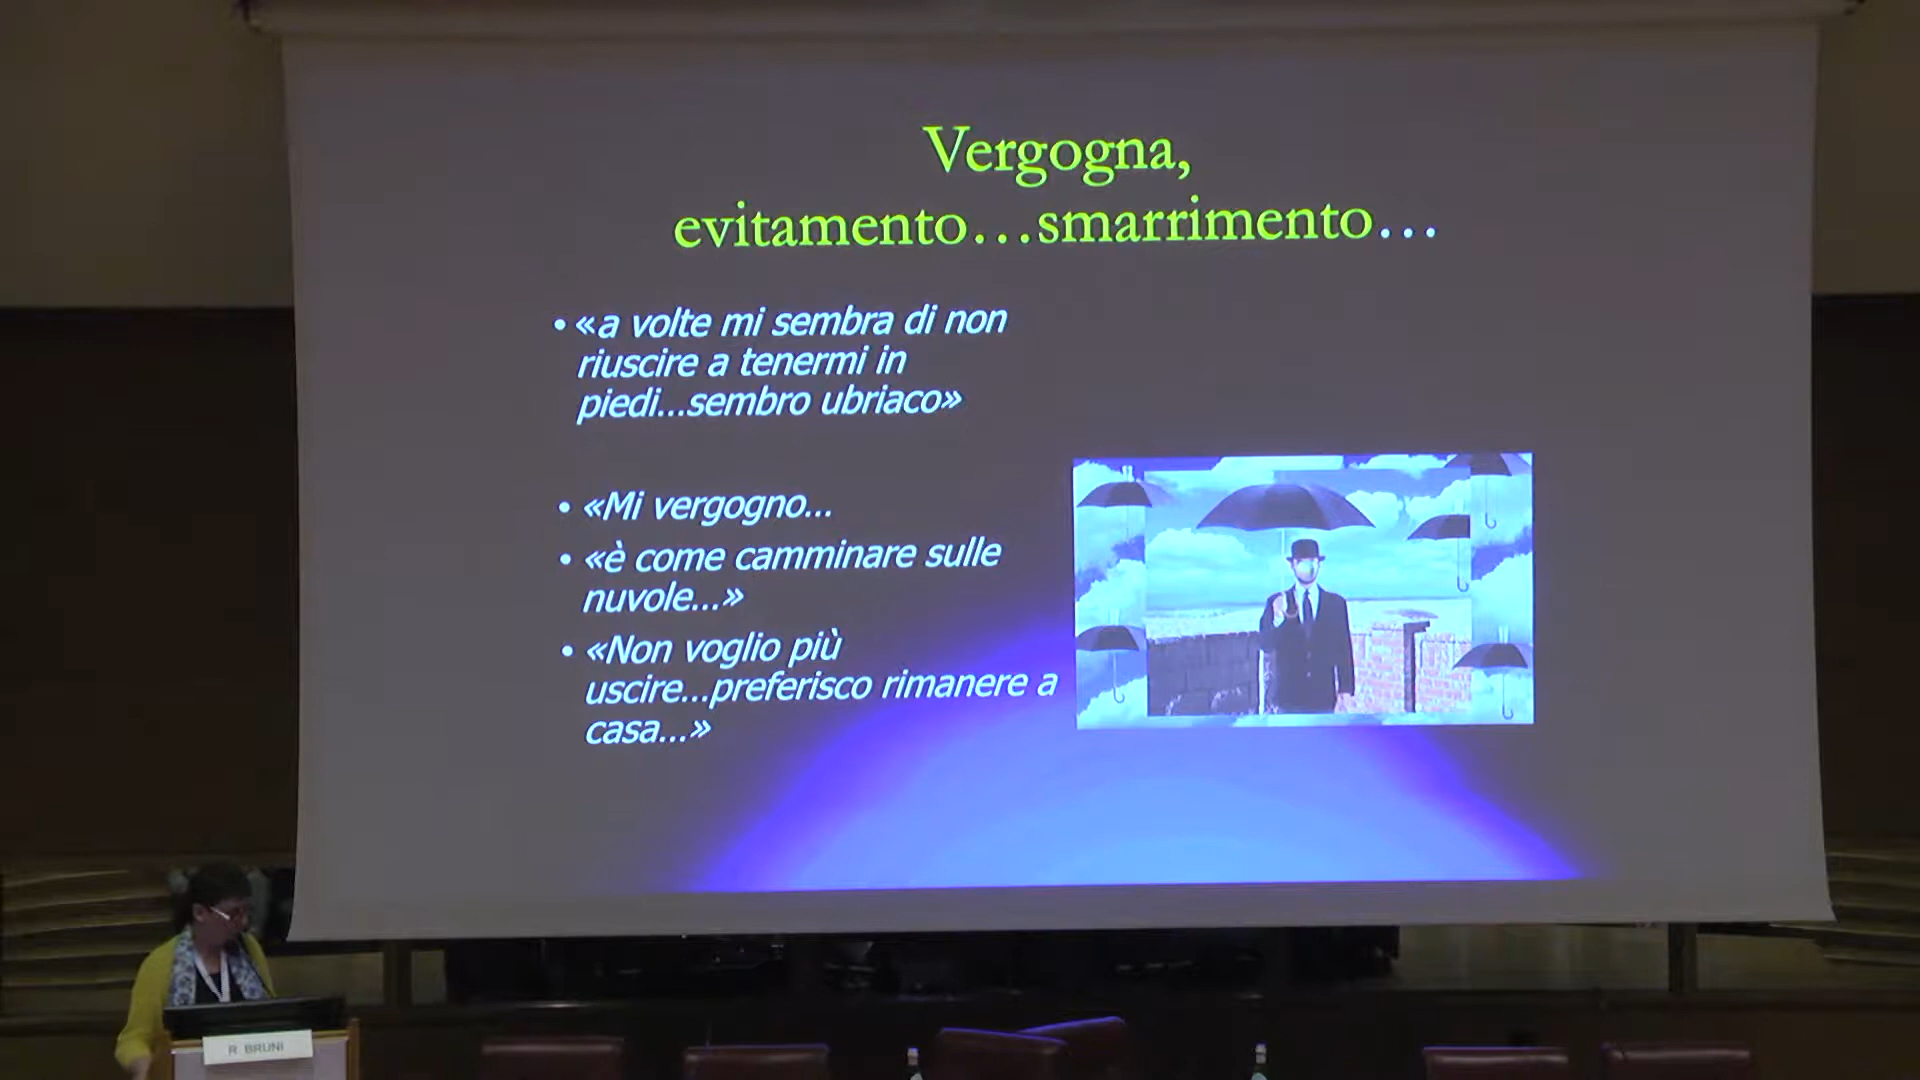 Vergogna,
evitamento...smarrimento...
• «a volte mi sembra di non
riuscire a tenermi in
piedi...sembro ubriaco»
• «Mi vergogno...
• «è come camminare sulle
nuvole...»
• «Non voglio più
uscire...preferisco rimanere a
casa...»
R. BRUNI